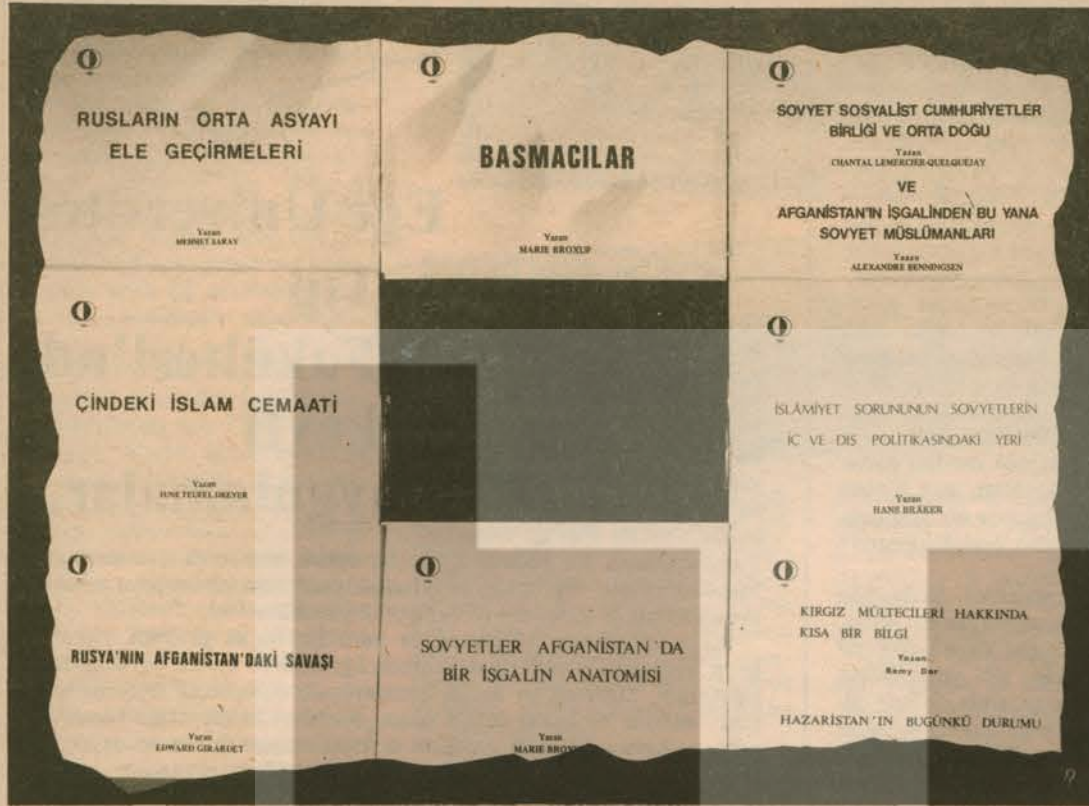 RUSLARIN ORTA ASYAYI
ELE GEÇİRMELERİ
Yazan
MEHMET SARAY
BASMACILAR
Yazan
MARIE BROXUP
SOVYET SOSYALİST CUMHURİYETLER
BİRLİĞİ VE ORTA DOĞU
Yazan
CHANTAL LEMERCIER-QUELQUEJAY
VE
AFGANİSTAN'IN İŞGALİNDEN BU YANA
SOVYET MÜSLÜMANLARI
Yazan
ALEXANDRE BENNINGSEN
ÇİNDEKİ İSLAM CEMAATİ
Yazan
JUNE TEUFEL DREYER
İSLÂMİYET SORUNUNUN SOVYETLERİN
İC VE DIS POLİTİKASINDAKİ YERİ
Yazan
HANS BRÄKER
RUSYA'NIN AFGANİSTAN'DAKİ SAVAŞI
Yazan
EDWARD GIRARDET
SOVYETLER AFGANİSTAN'DA
BİR İŞGALİN ANATOMİSİ
Yazan
MARIE
KIRGIZ MÜLTECİLERİ HAKKINDA
KISA BİR BİLGİ
Yazan
Remy Dor
HAZARİSTAN'IN BUGÜNKÜ DURUMU